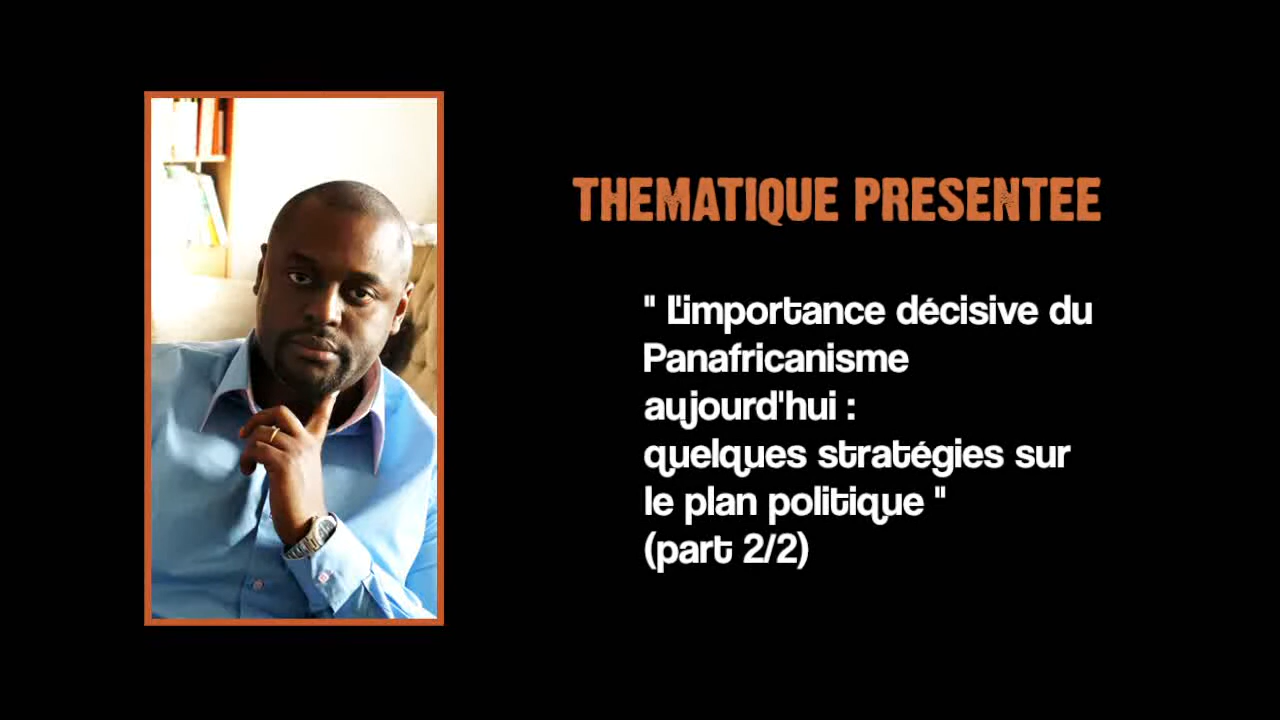 THEMATIQUE PRESENTEE
" L'importance décisive du
Panafricanisme
aujourd'hui :
quelques stratégies sur
le plan politique "
(part 2/2)